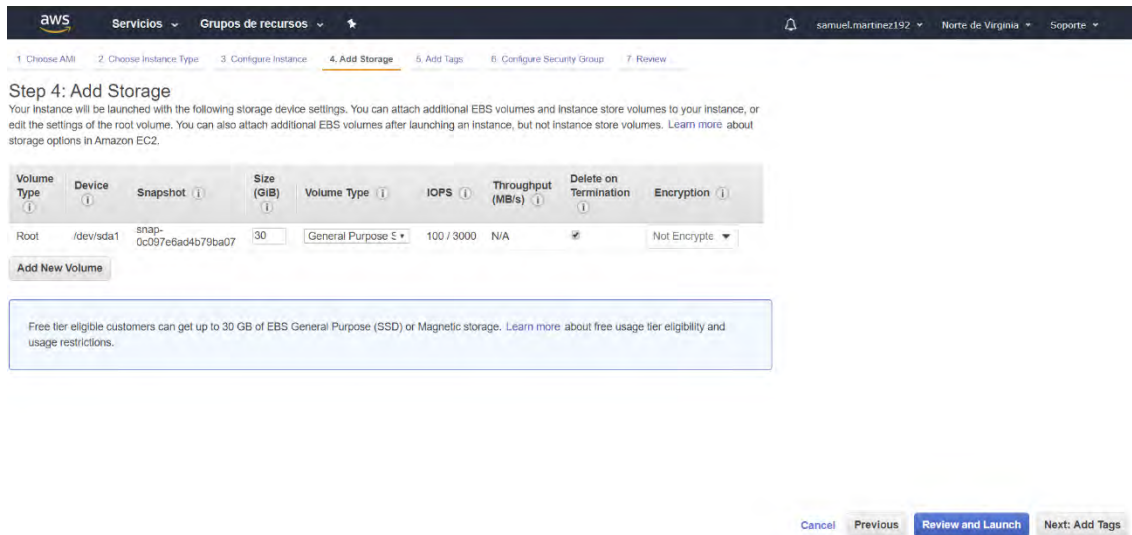 aws Servicios Grupos de recursos samuel.martinez192 Norte de Virginia Soporte
1. Choose AMI 2. Choose Instance Type 3. Configure Instance 4. Add Storage 5. Add Tags 6. Configure Security Group 7. Review
Step 4: Add Storage
Your instance will be launched with the following storage device settings. You can attach additional EBS volumes and instance store volumes to your instance, or
edit the settings of the root volume. You can also attach additional EBS volumes after launching an instance, but not instance store volumes. Learn more about
storage options in Amazon EC2.
Volume Type Device Snapshot Size (GiB) Volume Type IOPS Throughput (MB/s) Delete on Termination Encryption
Root /dev/sda1 snap-0c097e6ad4b79ba07 30 General Purpose S 100 / 3000 N/A Not Encrypte
Add New Volume
Free tier eligible customers can get up to 30 GB of EBS General Purpose (SSD) or Magnetic storage. Learn more about free usage tier eligibility and
usage restrictions.
Cancel Previous Review and Launch Next: Add Tags